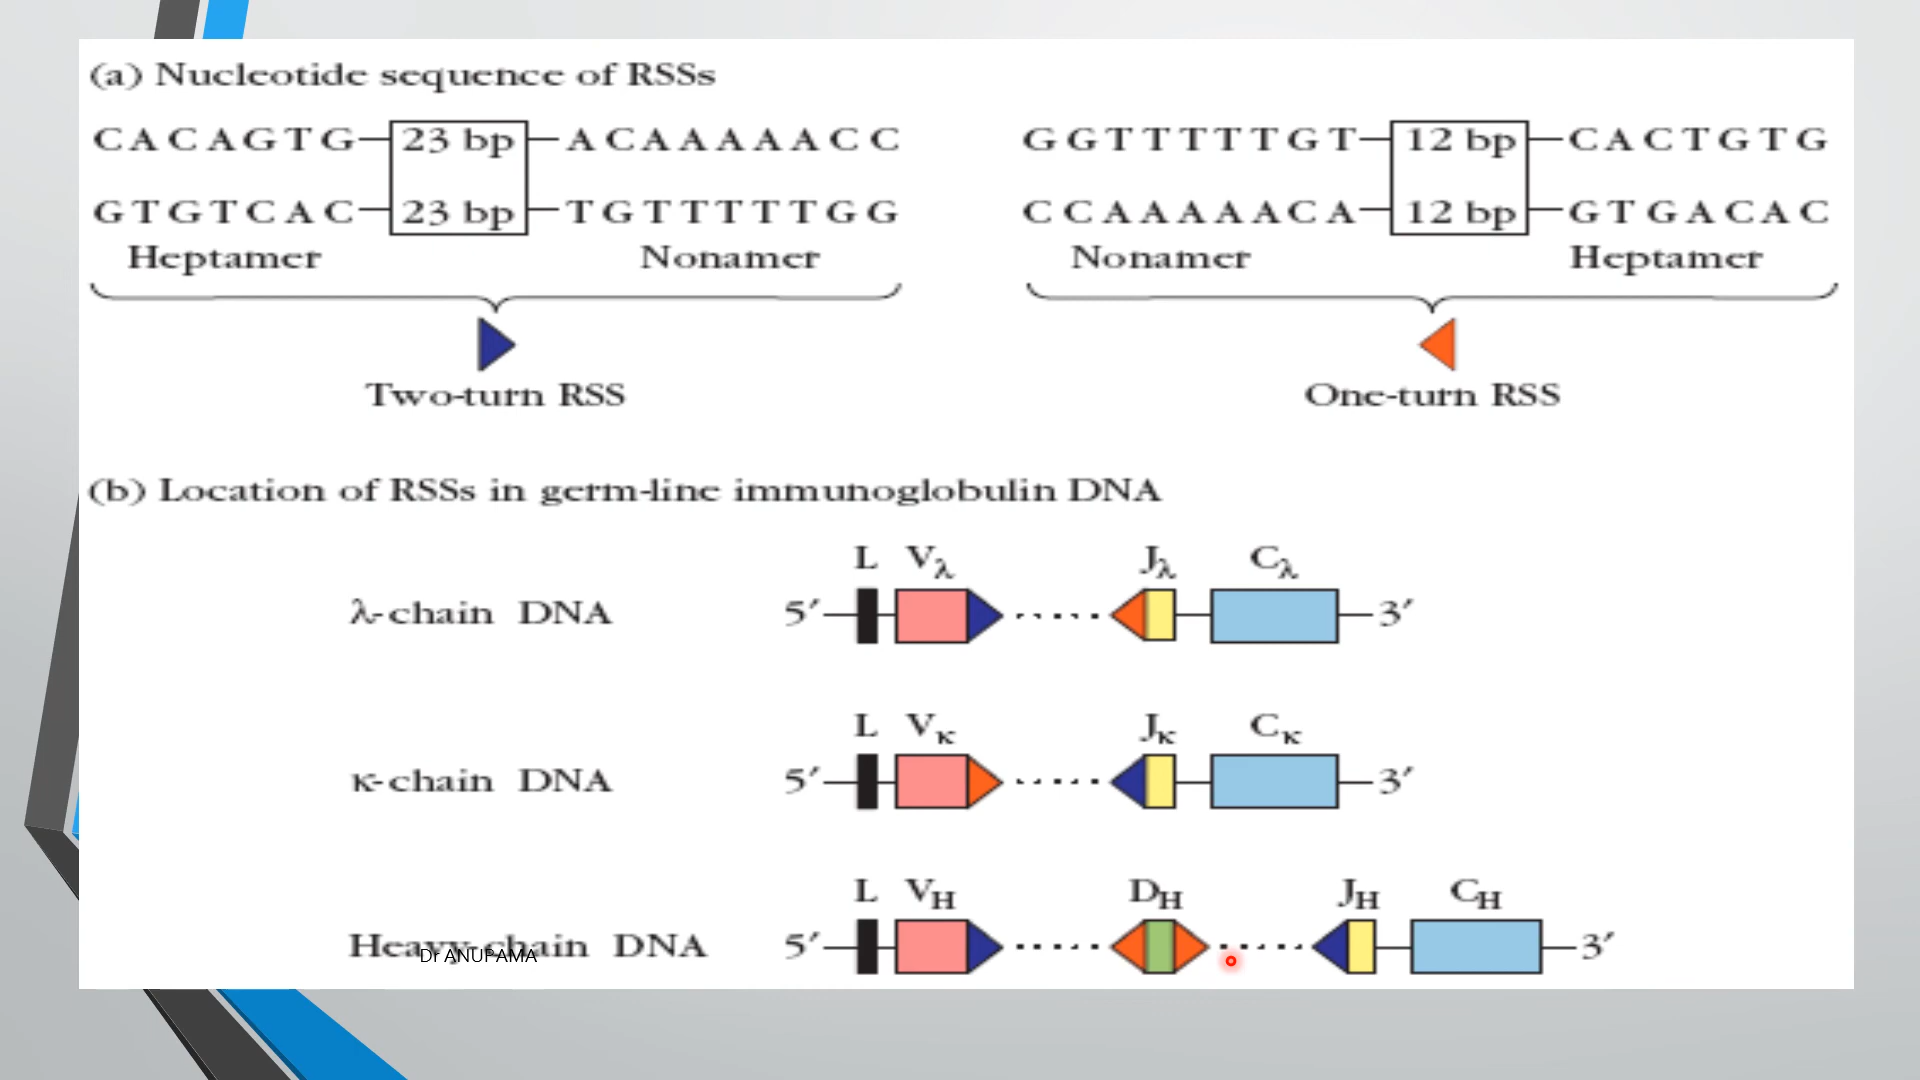 (a) Nucleotide sequence of RSSs
CACAGTG 23 bp ACAAAAACC
GTGTCAC 23 bp TGTTTTTGG
Heptamer Nonamer
Two-turn RSS
GGTTTTTGT 12 bp CACTGTG
CCAAAAACA 12 bp GTGACAC
Nonamer Heptamer
One-turn RSS
(b) Location of RSSs in germ-line immunoglobulin DNA
L Vλ Jλ Cλ
λ-chain DNA 5′ 3′
L Vκ Jκ Cκ
κ-chain DNA 5′ 3′
L VH DH JH CH
Heavy-chain DNA 5′ 3′
Dr ANUPAMA